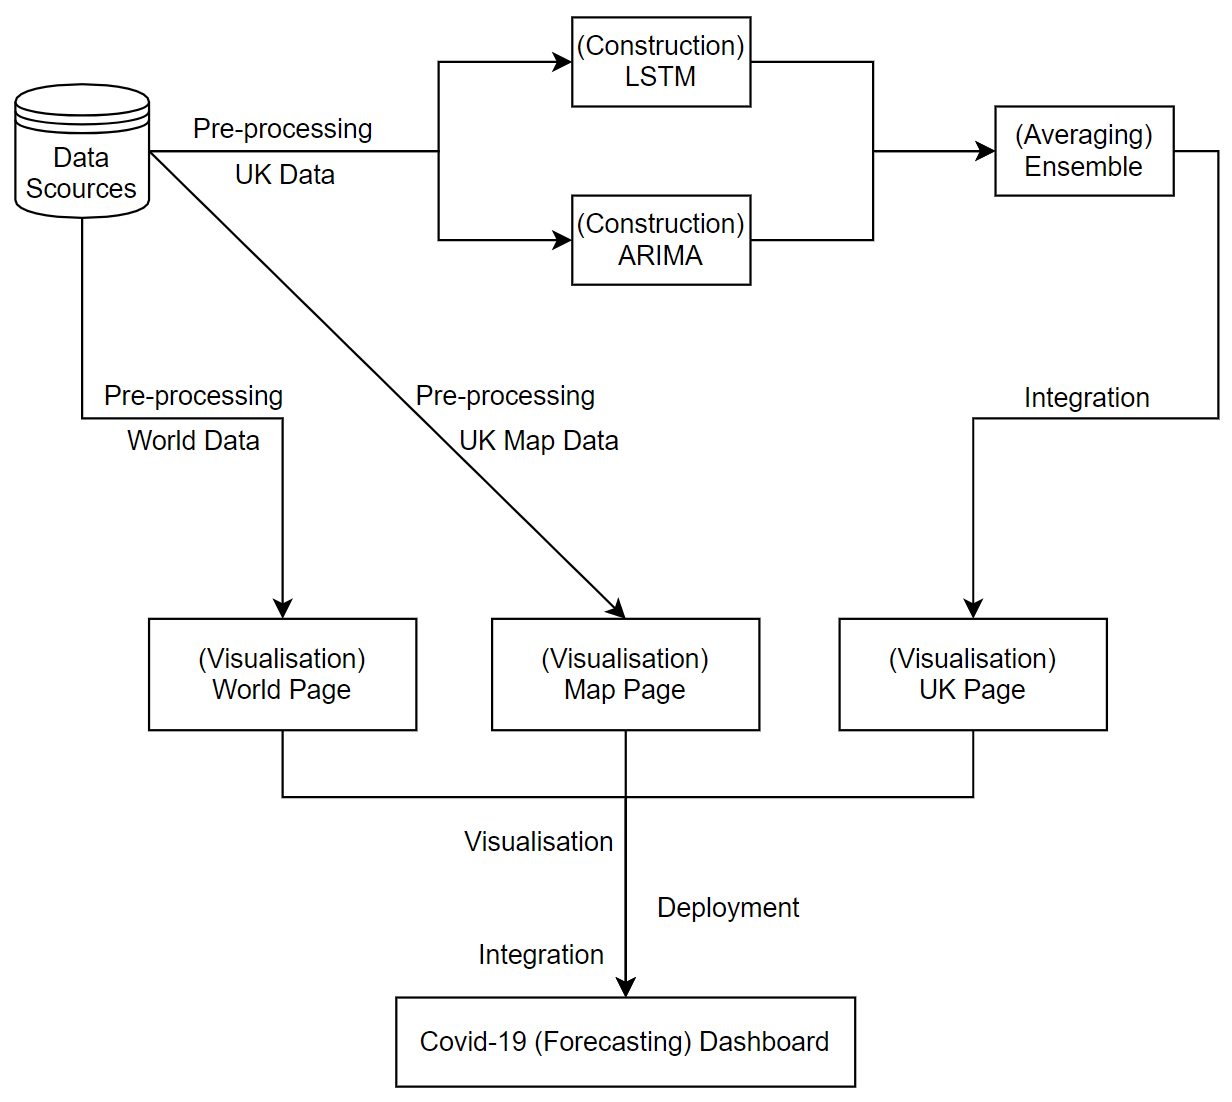 (Construction)
LSTM
Pre-processing
UK Data
Data
Scources
(Averaging)
Ensemble
(Construction)
ARIMA
Pre-processing
World Data
Pre-processing
UK Map Data
Integration
(Visualisation)
World Page
(Visualisation)
Map Page
(Visualisation)
UK Page
Visualisation
Deployment
Integration
Covid-19 (Forecasting) Dashboard